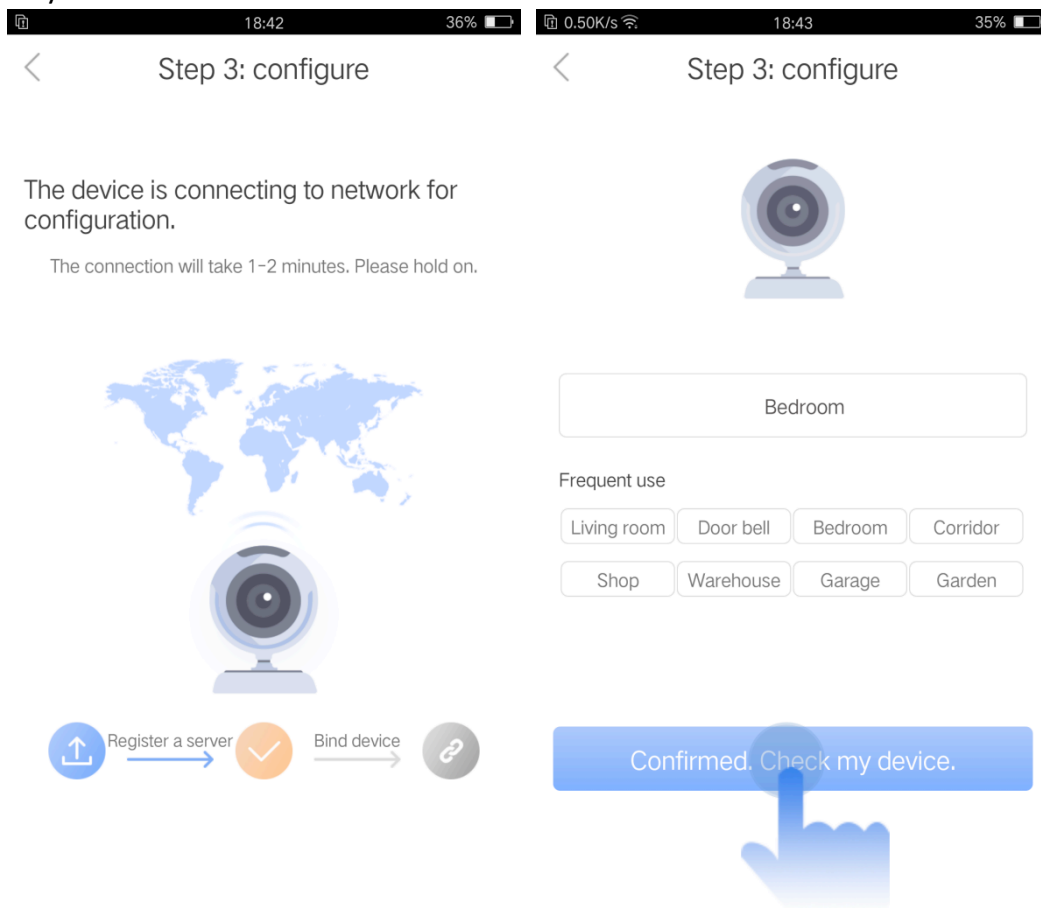 18:42
36%
Step 3: configure
The device is connecting to network for
configuration.
The connection will take 1-2 minutes. Please hold on.
Register a server
Bind device
0.50K/s
18:43
35%
Step 3: configure
Bedroom
Frequent use
Living room Door bell Bedroom Corridor
Shop Warehouse Garage Garden
Confirmed. Check my device.